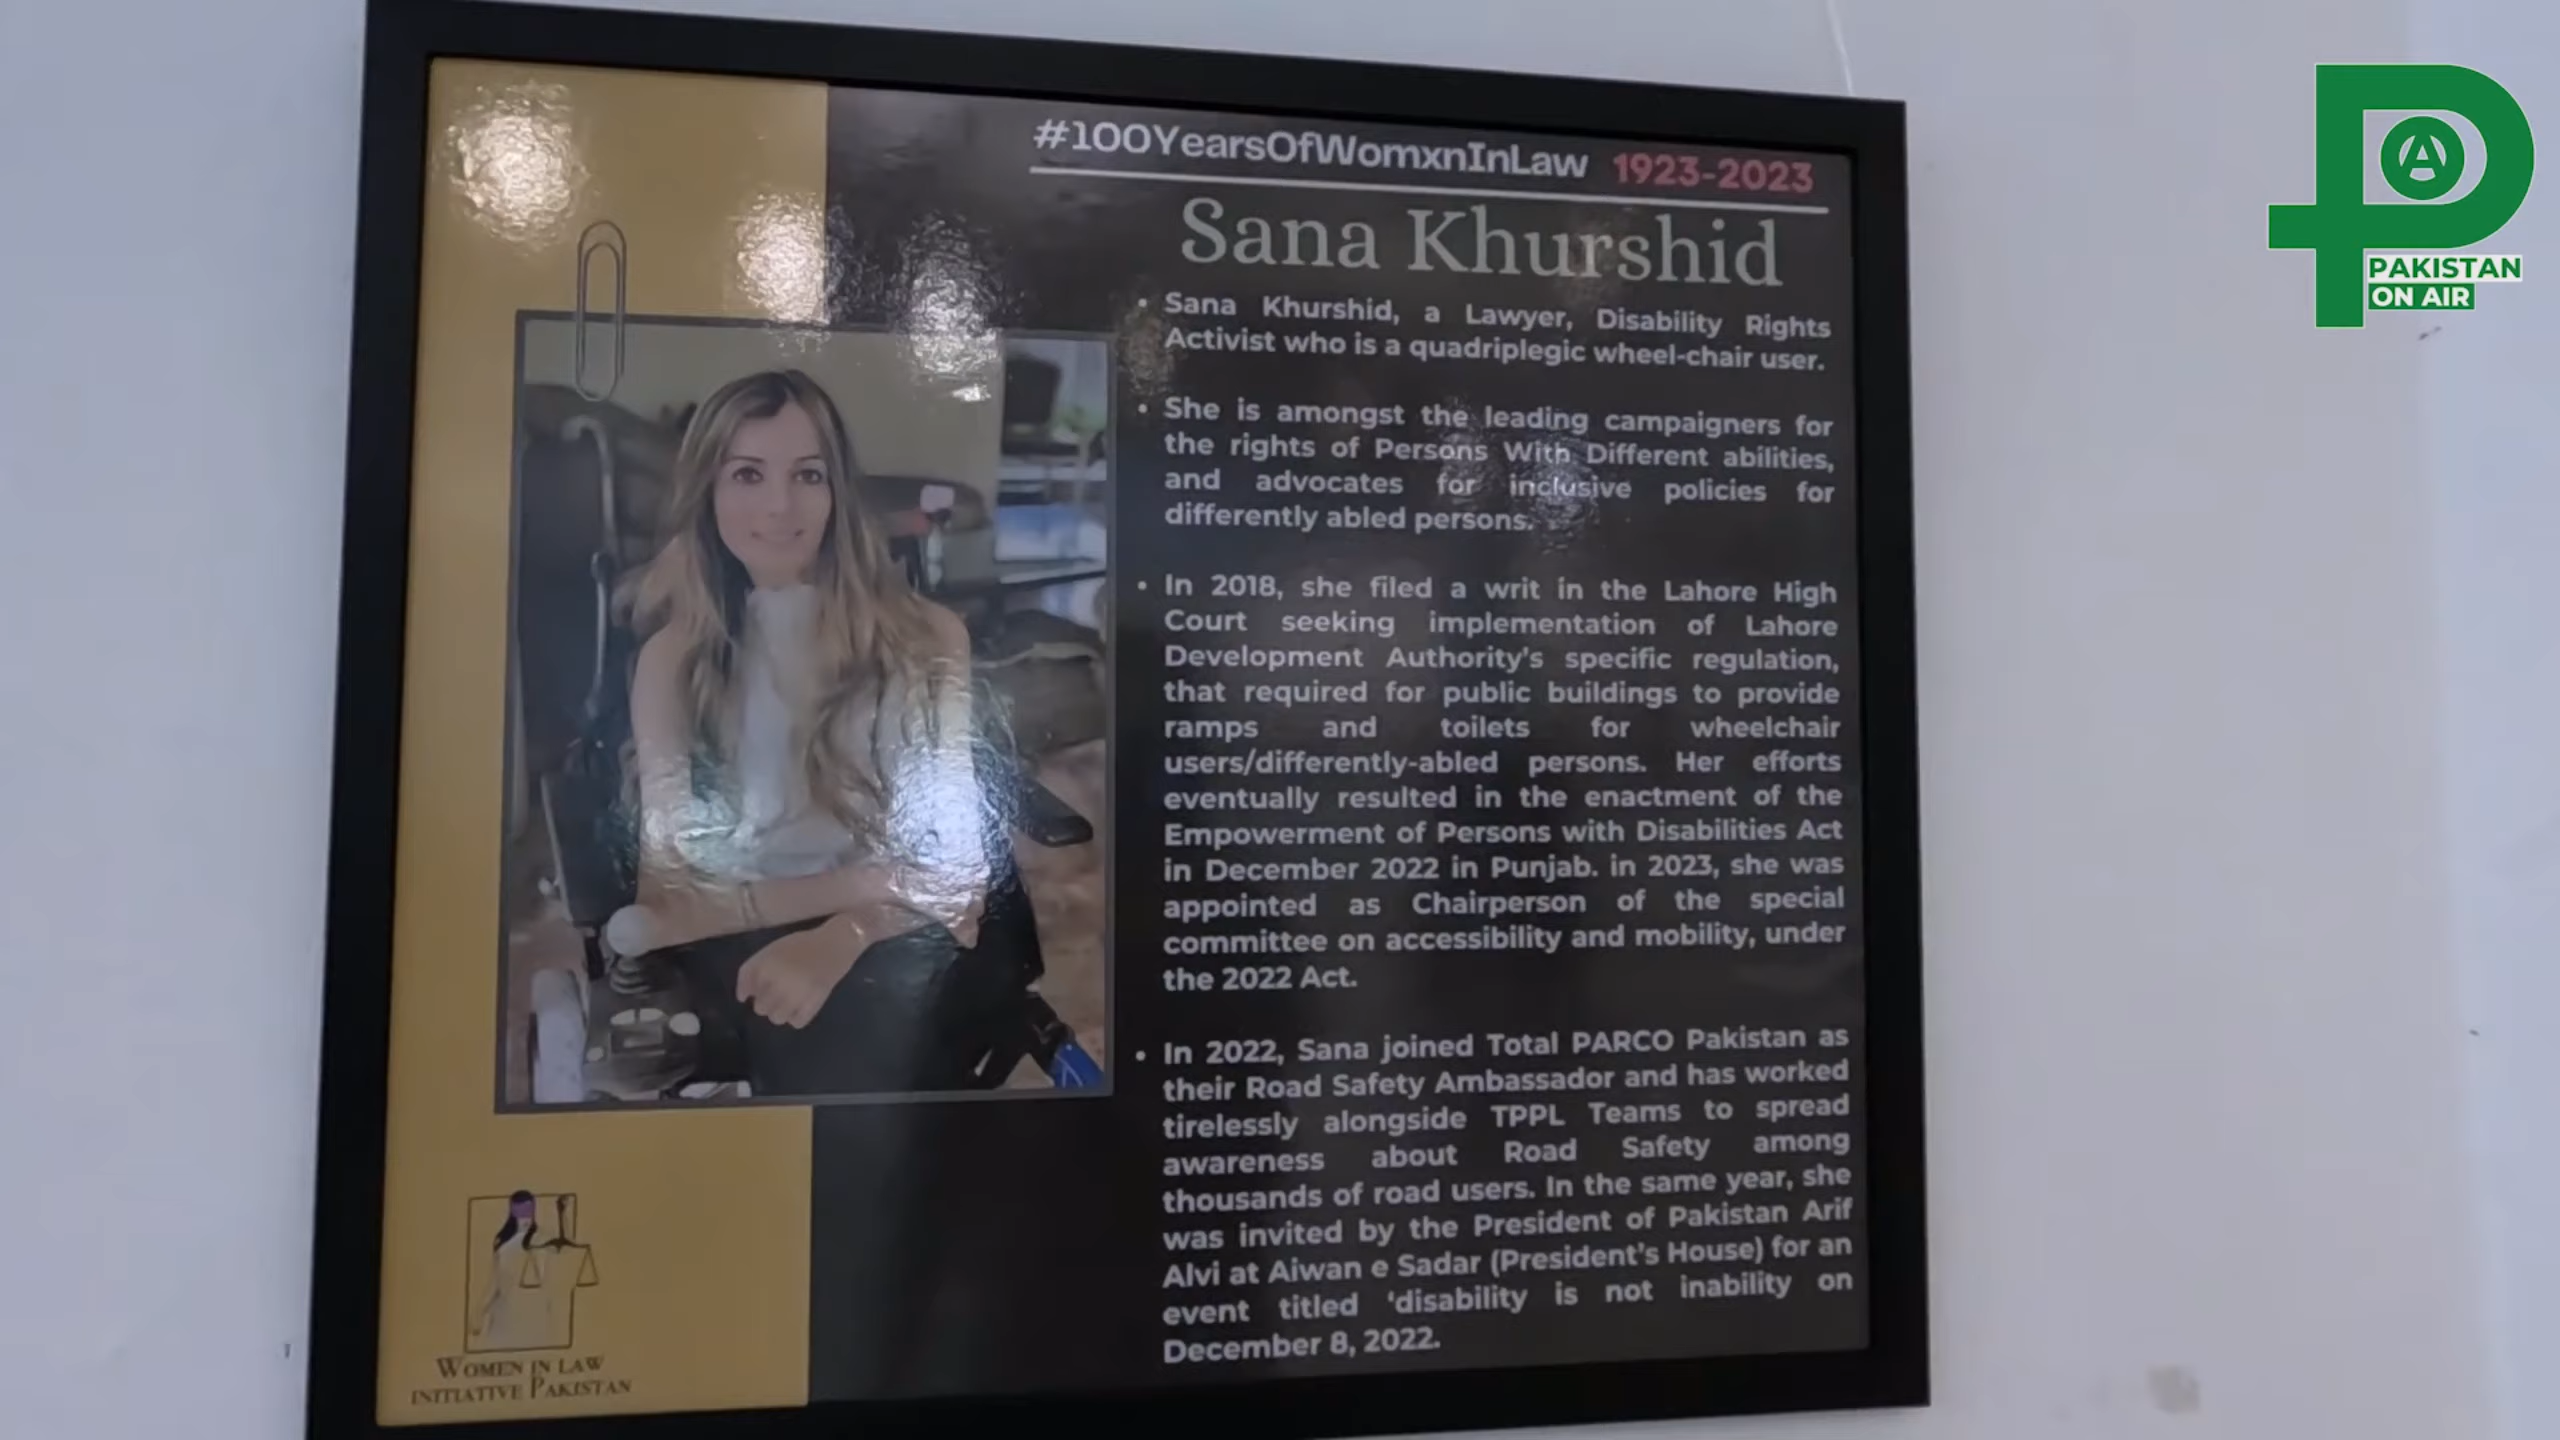 #100YearsOfWomxnInLaw 1923-2023
Sana Khurshid
• Sana Khurshid, a Lawyer, Disability Rights
Activist who is a quadriplegic wheel-chair user.
• She is amongst the leading campaigners for
the rights of Persons With Different abilities,
and advocates for inclusive policies for
differently abled persons.
• In 2018, she filed a writ in the Lahore High
Court seeking implementation of Lahore
Development Authority's specific regulation,
that required for public buildings to provide
ramps and toilets for wheelchair
users/differently-abled persons. Her efforts
eventually resulted in the enactment of the
Empowerment of Persons with Disabilities Act
in December 2022 in Punjab. in 2023, she was
appointed as Chairperson of the special
committee on accessibility and mobility, under
the 2022 Act.
• In 2022, Sana joined Total PARCO Pakistan as
their Road Safety Ambassador and has worked
tirelessly alongside TPPL Teams to spread
awareness about Road Safety among
thousands of road users. In the same year, she
was invited by the President of Pakistan Arif
Alvi at Aiwan e Sadar (President's House) for an
event titled ‘disability is not inability on
December 8, 2022.
WOMEN IN LAW
INITIATIVE PAKISTAN
PAKISTAN
ON AIR